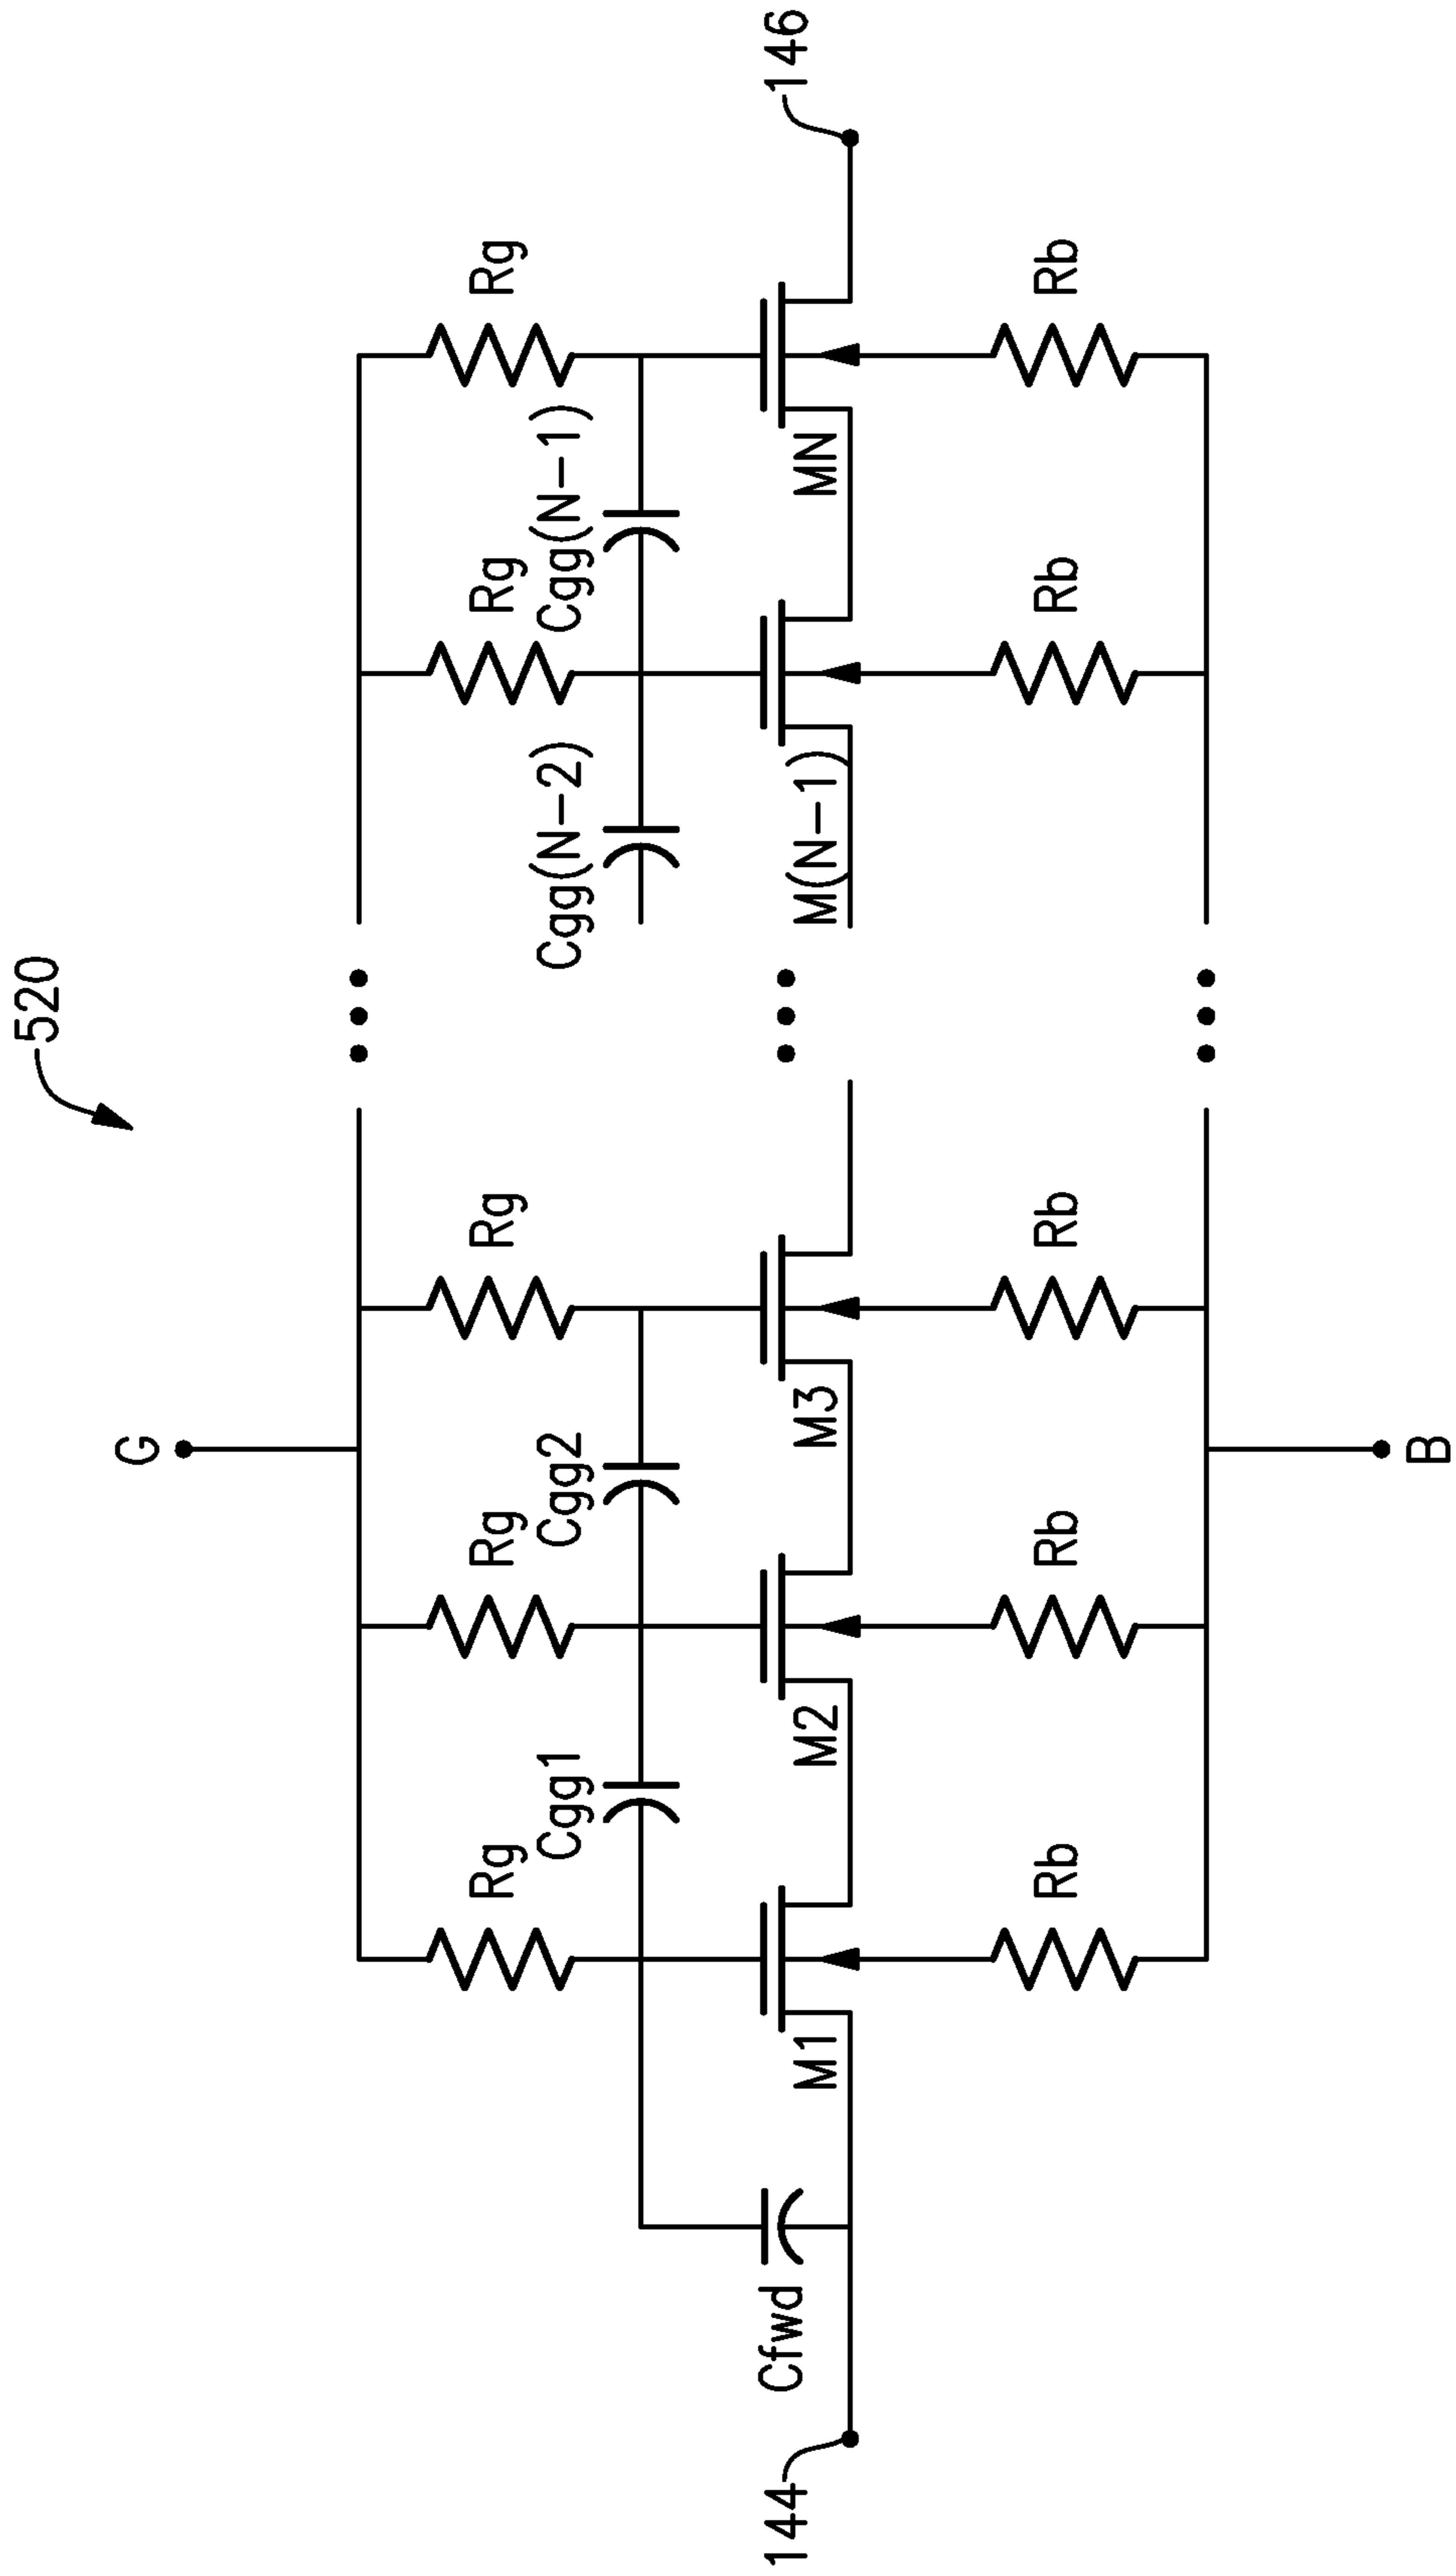 520
G
Rg
Rg
Rg
Rg
Rg
Cgg1
Cgg2
Cgg(N-2)
Cgg(N-1)
Cfwd
144
M1
M2
M3
M(N-1)
MN
146
Rb
Rb
Rb
Rb
Rb
B